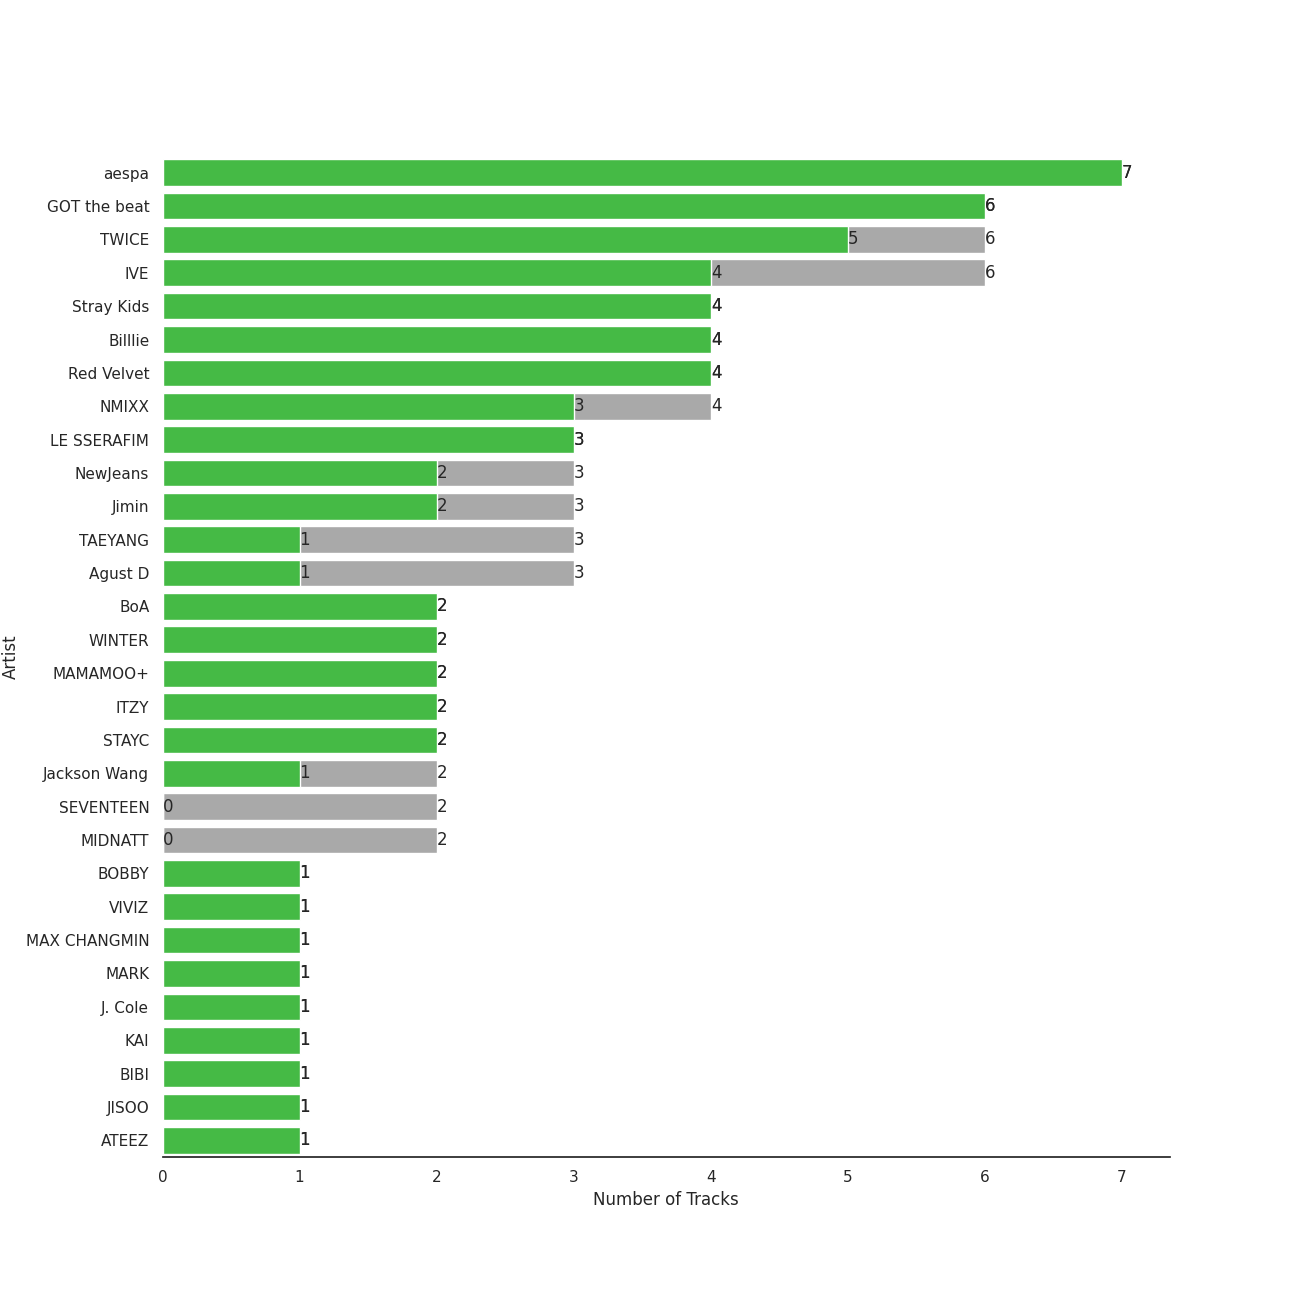 aespa 7
GOT the beat 6
TWICE 5 6
IVE 4 6
Stray Kids 4
Billlie 4
Red Velvet 4
NMIXX 3 4
LE SSERAFIM 3
NewJeans 2 3
Jimin 2 3
TAEYANG 1 3
Agust D 1 3
BoA 2
WINTER 2
MAMAMOO+ 2
ITZY 2
STAYC 2
Jackson Wang 1 2
SEVENTEEN 0 2
MIDNATT 0 2
BOBBY 1
VIVIZ 1
MAX CHANGMIN 1
MARK 1
J. Cole 1
KAI 1
BIBI 1
JISOO 1
ATEEZ 1
Artist
0 1 2 3 4 5 6 7
Number of Tracks